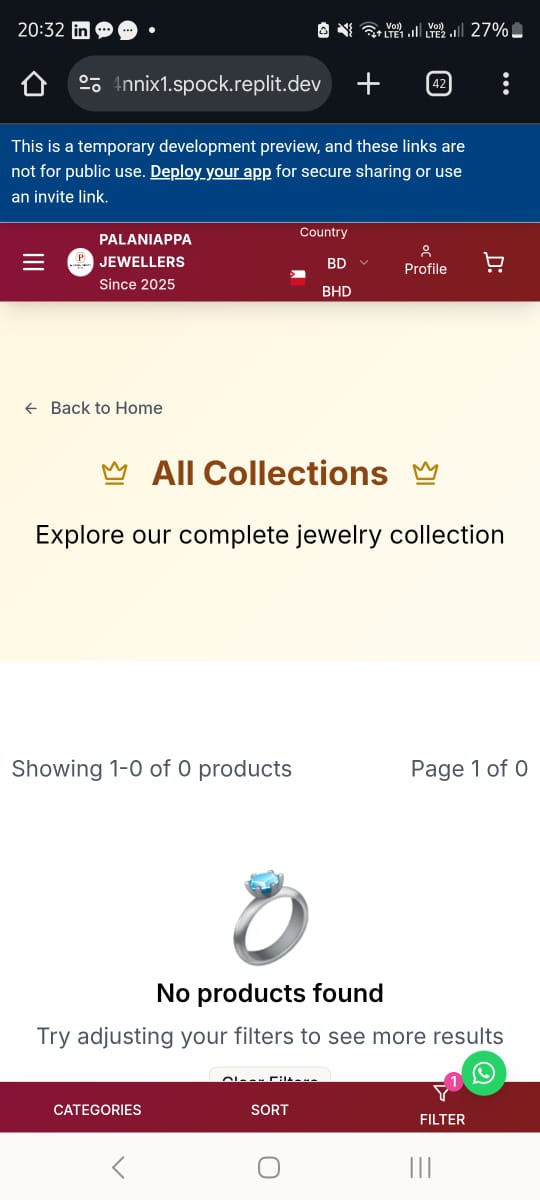 20:32
Vo)) LTE1
Vo)) LTE2
27%
4nnix1.spock.replit.dev
42
This is a temporary development preview, and these links are
not for public use. Deploy your app for secure sharing or use
an invite link.
PALANIAPPA
JEWELLERS
Since 2025
Country
BD
BHD
Profile
← Back to Home
All Collections
Explore our complete jewelry collection
Showing 1-0 of 0 products
Page 1 of 0
No products found
Try adjusting your filters to see more results
Clear Filters
CATEGORIES
SORT
1
FILTER